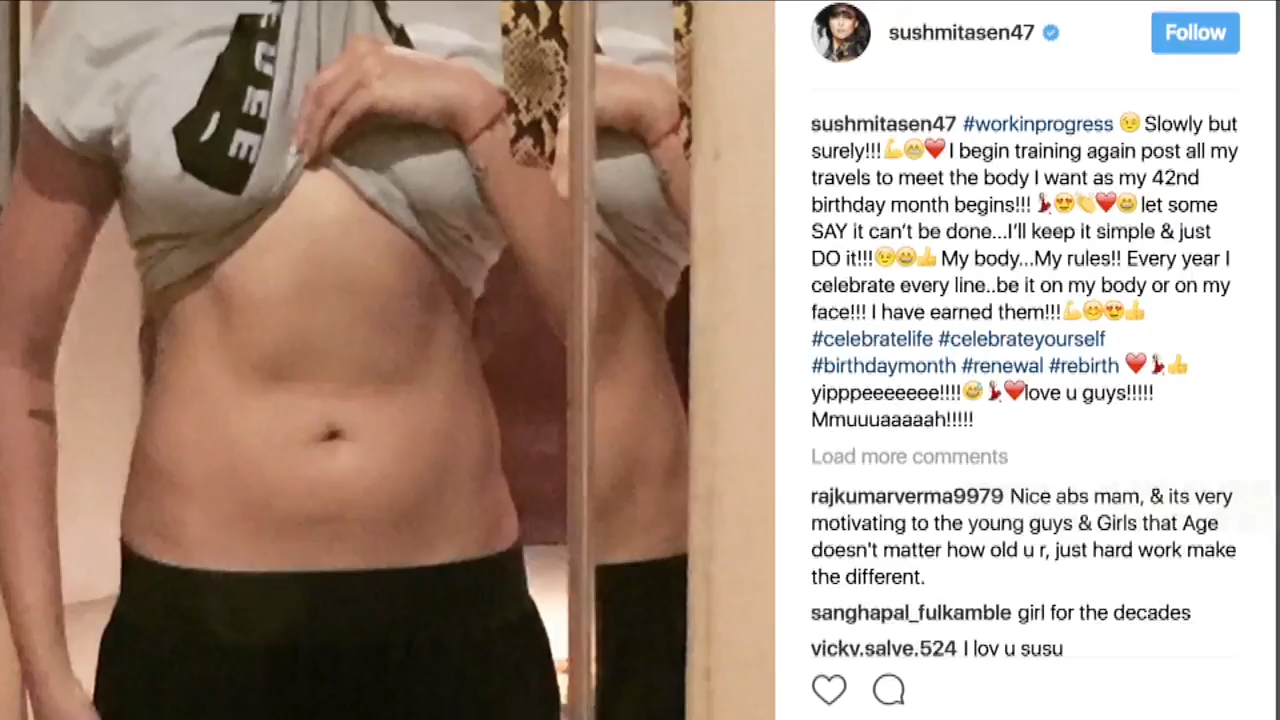 sushmitasen47
Follow
sushmitasen47 #workinprogress 😉 Slowly but
surely!!!💪😁❤️ I begin training again post all my
travels to meet the body I want as my 42nd
birthday month begins!!! 💃😍👏❤️😁 let some
SAY it can't be done...I'll keep it simple & just
DO it!!!😉😁👍 My body...My rules!! Every year I
celebrate every line..be it on my body or on my
face!!! I have earned them!!!💪😊😍👍
#celebratelife #celebrateyourself
#birthdaymonth #renewal #rebirth ❤️💃👍
yipppeeeeeee!!!!😅💃❤️love u guys!!!!!
Mmuuuaaaaah!!!!!
Load more comments
rajkumarverma9979 Nice abs mam, & its very
motivating to the young guys & Girls that Age
doesn't matter how old u r, just hard work make
the different.
sanghapal_fulkamble girl for the decades
vickv.salve.524 I lov u susu